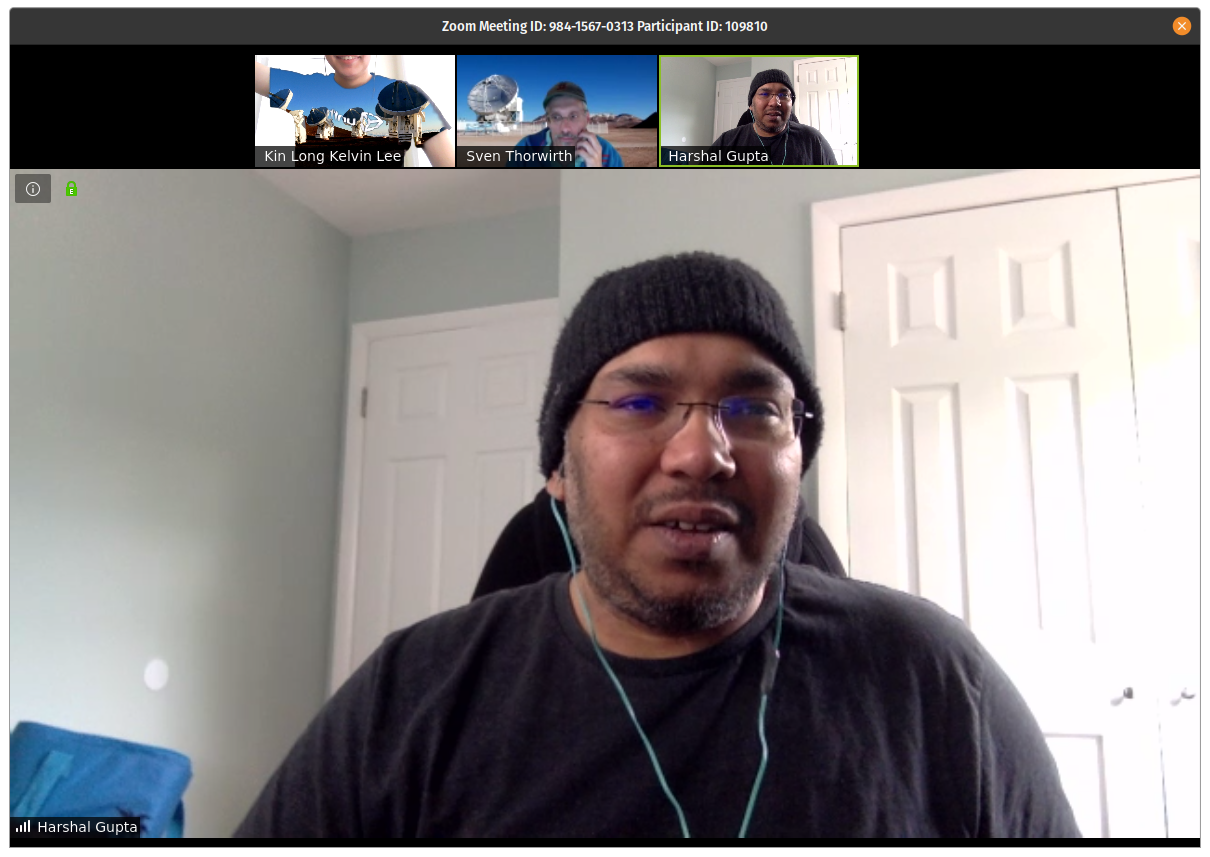 Zoom Meeting ID: 984-1567-0313 Participant ID: 109810
Kin Long Kelvin Lee
Sven Thorwirth
Harshal Gupta
E
Harshal Gupta